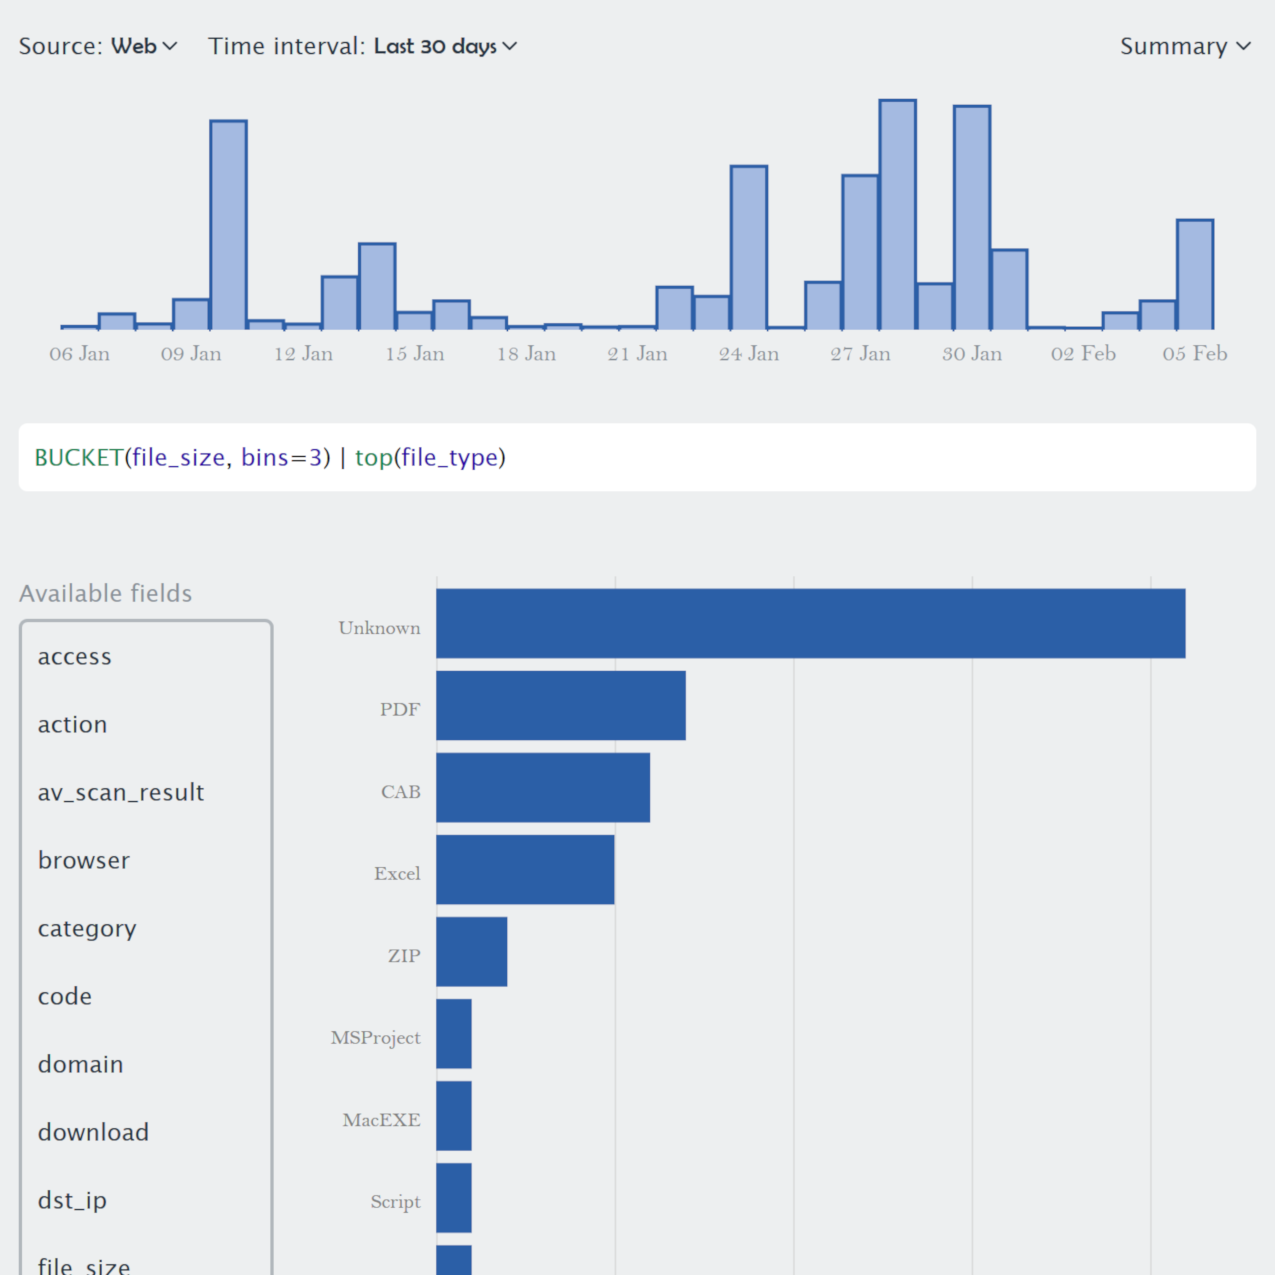 Source: Web Time interval: Last 30 days Summary
06 Jan 09 Jan 12 Jan 15 Jan 18 Jan 21 Jan 24 Jan 27 Jan 30 Jan 02 Feb 05 Feb
BUCKET(file_size, bins=3) | top(file_type)
Available fields
access
action
av_scan_result
browser
category
code
domain
download
dst_ip
file_size
Unknown
PDF
CAB
Excel
ZIP
MSProject
MacEXE
Script